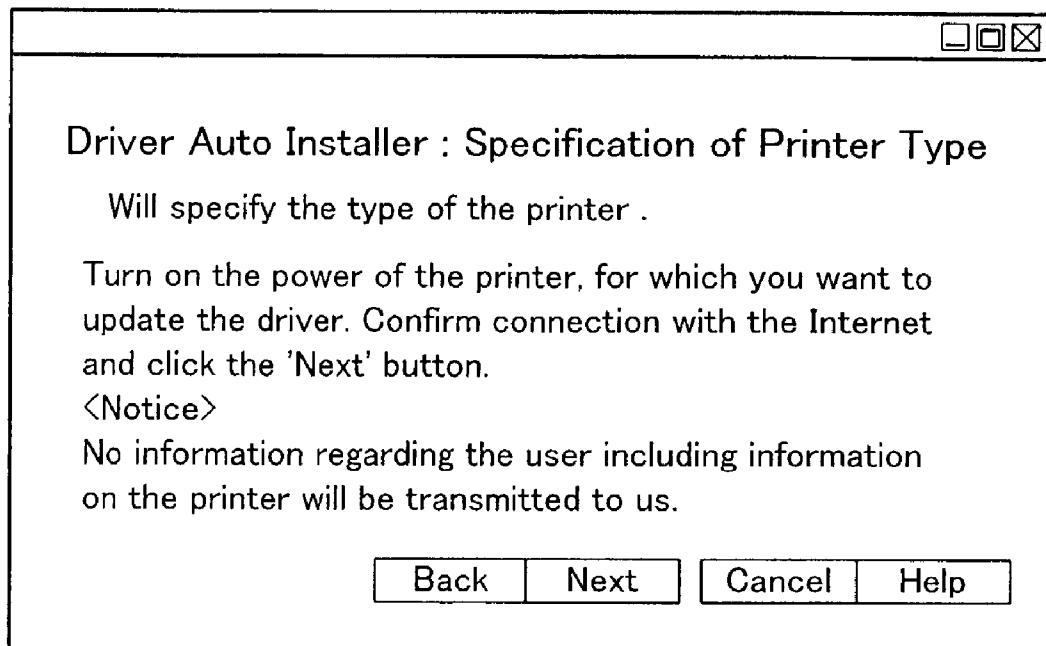 Driver Auto Installer : Specification of Printer Type
Will specify the type of the printer .
Turn on the power of the printer, for which you want to
update the driver. Confirm connection with the Internet
and click the 'Next' button.
<Notice>
No information regarding the user including information
on the printer will be transmitted to us.
Back Next Cancel Help